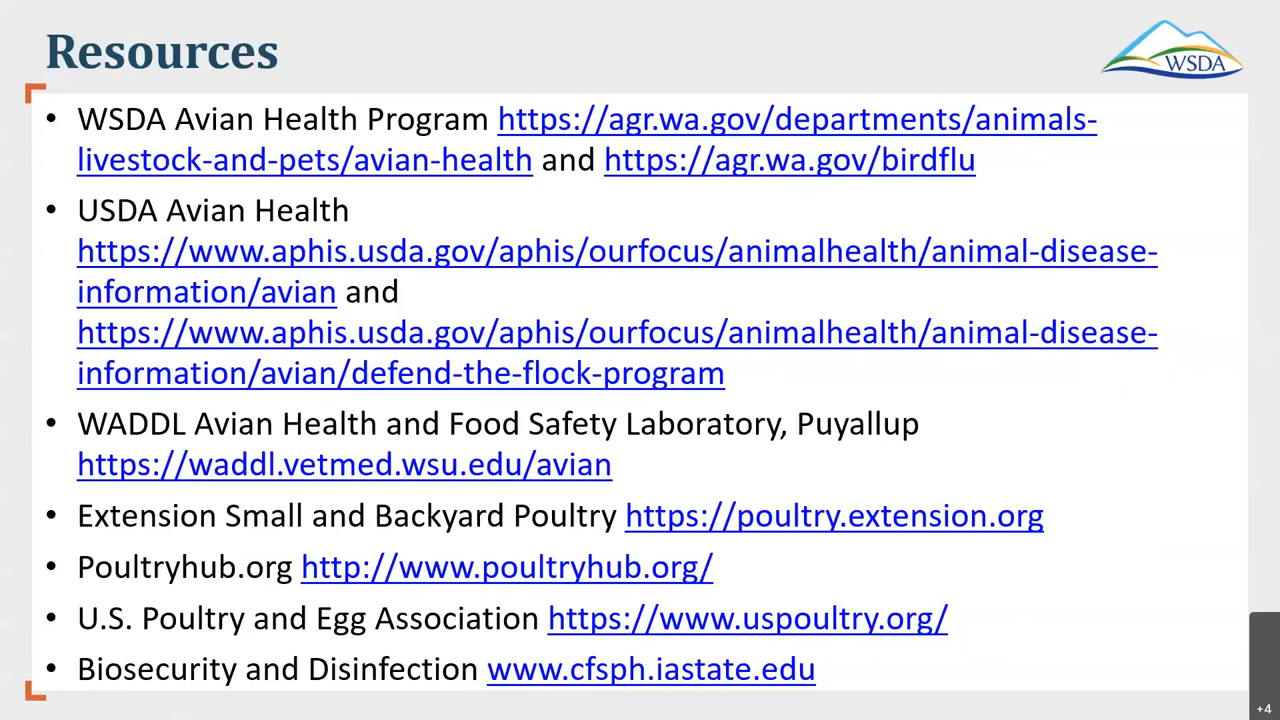 Resources
WSDA
• WSDA Avian Health Program https://agr.wa.gov/departments/animals-
livestock-and-pets/avian-health and https://agr.wa.gov/birdflu
• USDA Avian Health
https://www.aphis.usda.gov/aphis/ourfocus/animalhealth/animal-disease-
information/avian and
https://www.aphis.usda.gov/aphis/ourfocus/animalhealth/animal-disease-
information/avian/defend-the-flock-program
• WADDL Avian Health and Food Safety Laboratory, Puyallup
https://waddl.vetmed.wsu.edu/avian
• Extension Small and Backyard Poultry https://poultry.extension.org
• Poultryhub.org http://www.poultryhub.org/
• U.S. Poultry and Egg Association https://www.uspoultry.org/
• Biosecurity and Disinfection www.cfsph.iastate.edu
+4